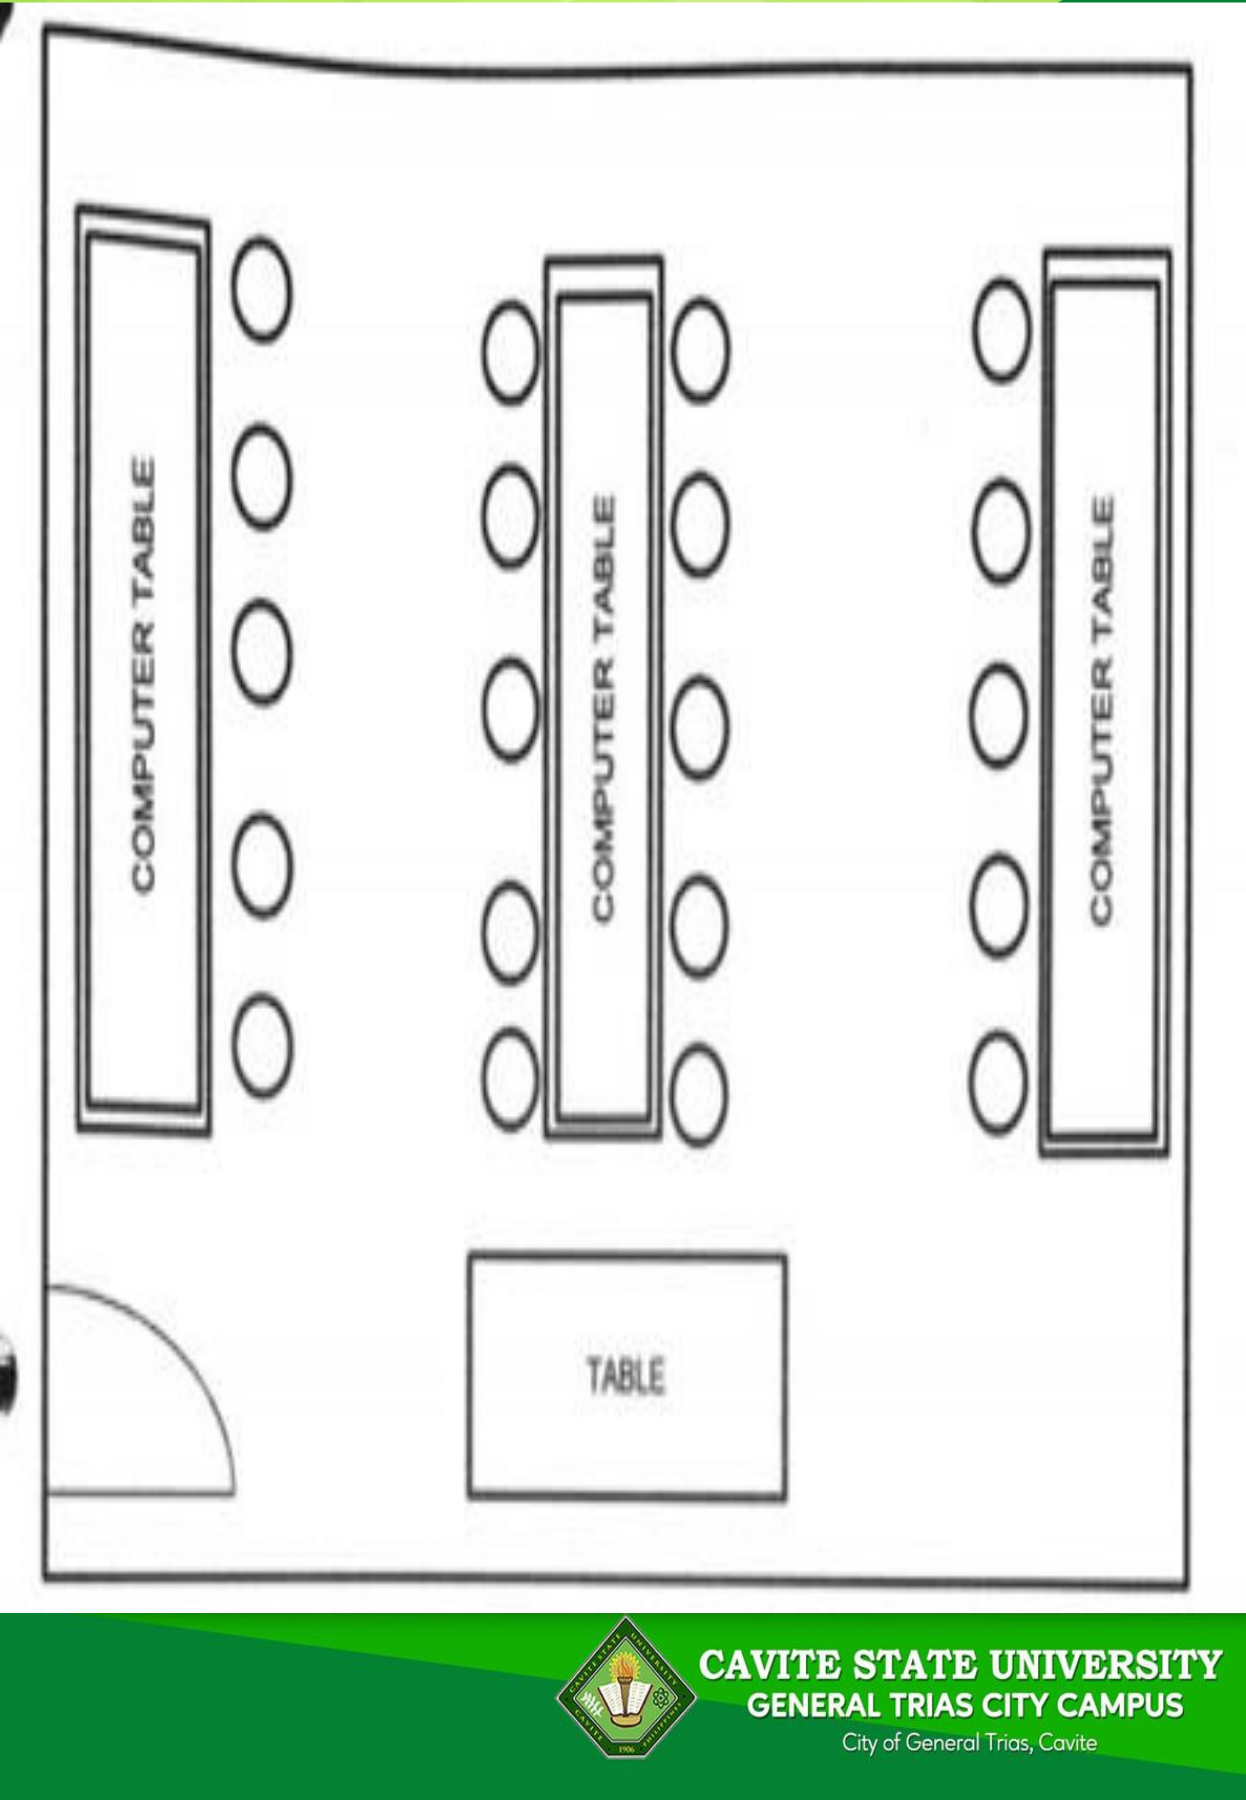 COMPUTER TABLE
COMPUTER TABLE
COMPUTER TABLE
TABLE
CAVITE STATE UNIVERSITY
CAVITE
PHILIPPINES
1906
CAVITE STATE UNIVERSITY
GENERAL TRIAS CITY CAMPUS
City of General Trias, Cavite